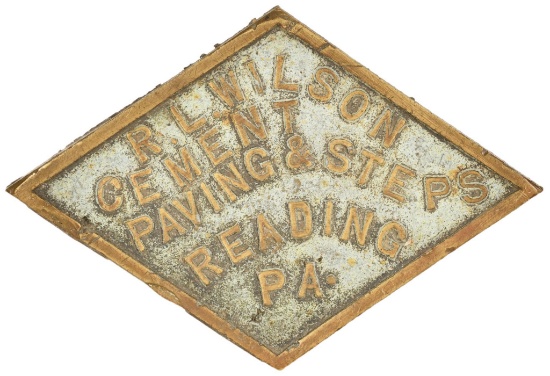 R.L. WILSON
CEMENT
PAVING & STEPS
READING
PA.